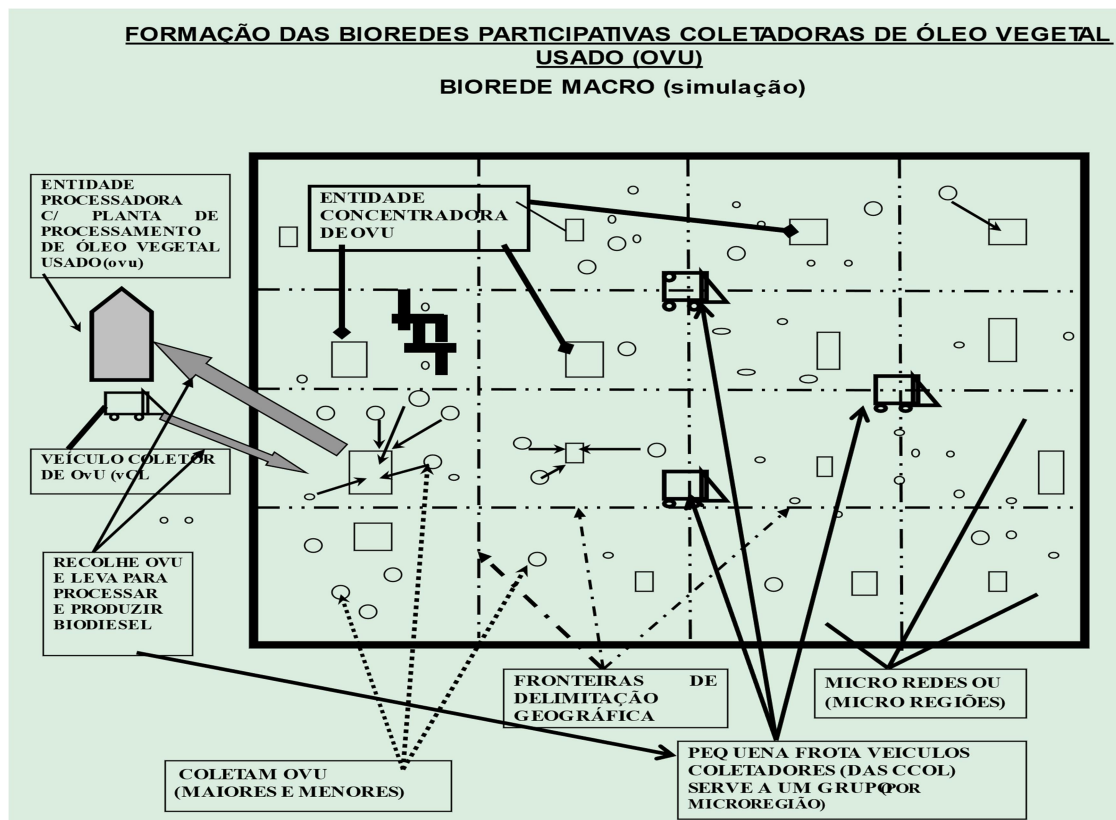 FORMAÇÃO DAS BIOREDES PARTICIPATIVAS COLETADORAS DE ÓLEO VEGETAL
USADO (OVU)
BIOREDE MACRO (simulação)
ENTIDADE
PROCESSADORA
C/ PLANTA DE
PROCESSAMENTO
DE ÓLEO VEGETAL
USADO(ovu)
ENTIDADE
CONCENTRADORA
DE OVU
VEÍCULO COLETOR
DE OvU (vCL
RECOLHE OVU
E LEVA PARA
PROCESSAR
E PRODUZIR
BIODIESEL
FRONTEIRAS DE
DELIMITAÇÃO
GEOGRÁFICA
MICRO REDES OU
(MICRO REGIÕES)
COLETAM OVU
(MAIORES E MENORES)
PEQUENA FROTA VEICULOS
COLETADORES (DAS CCOL)
SERVE A UM GRUPO(POR
MICROREGIÃO)